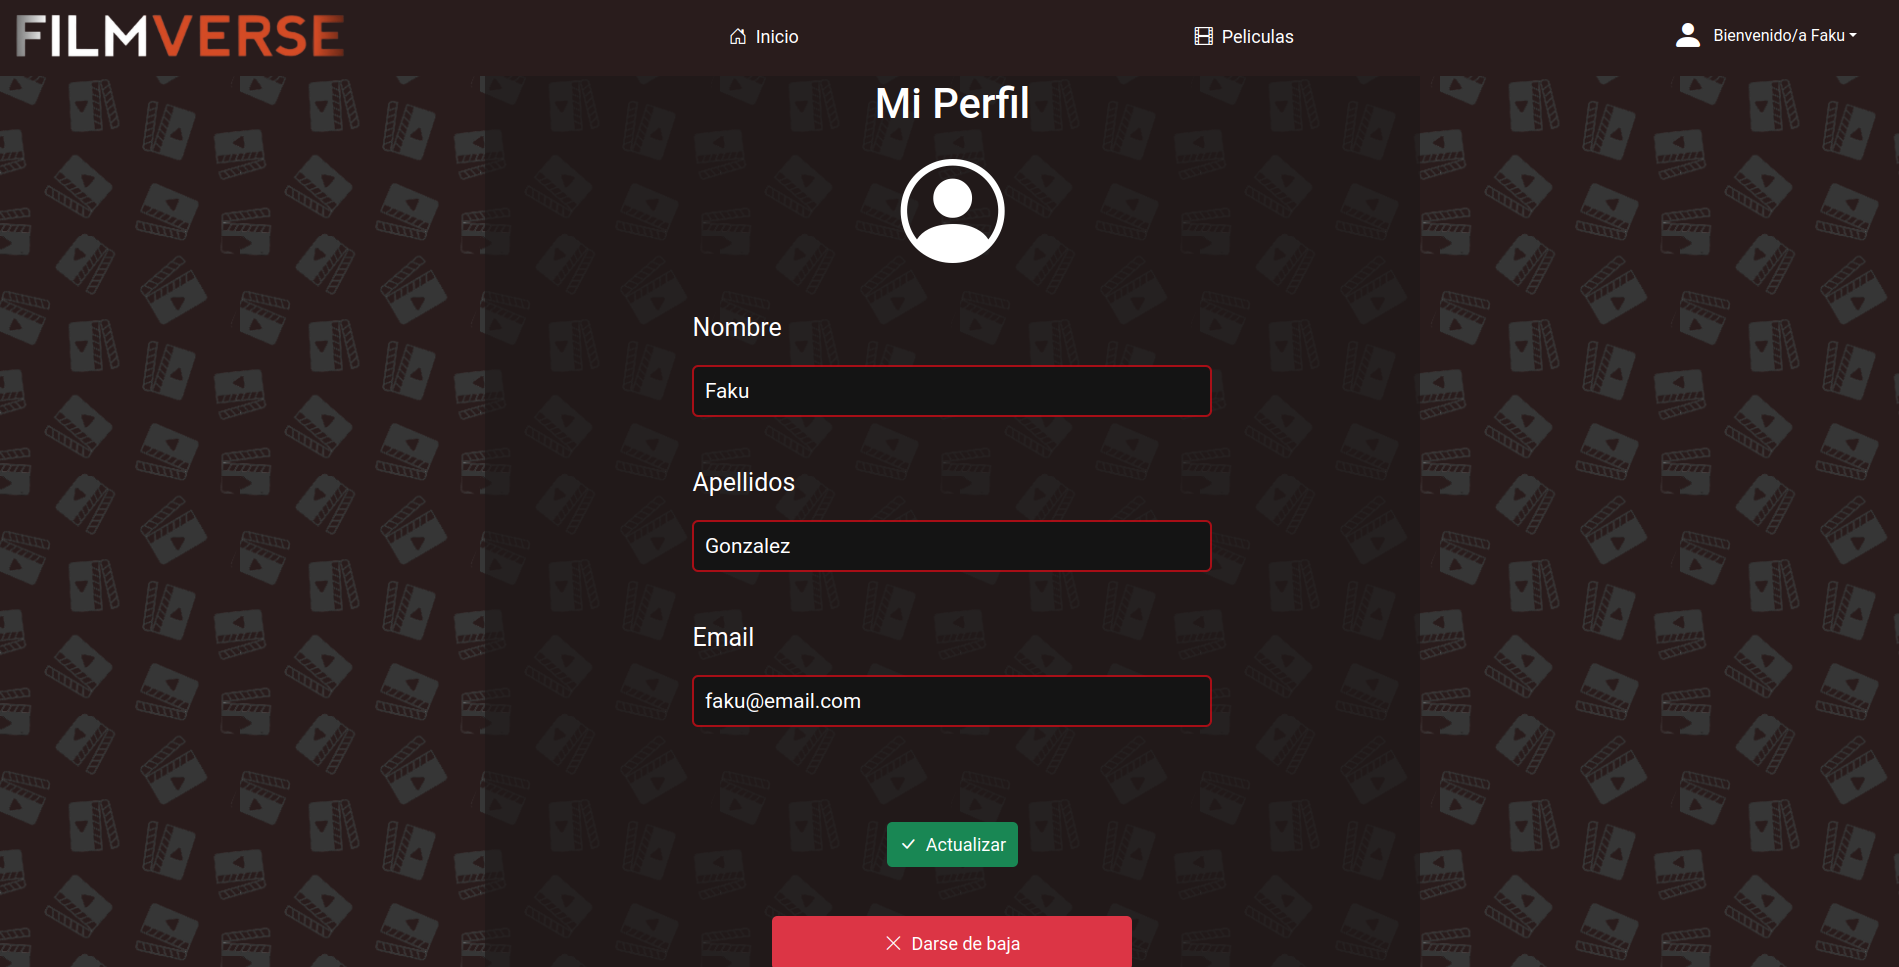 FILMVERSE
Inicio
Peliculas
Bienvenido/a Faku
Mi Perfil
Nombre
Faku
Apellidos
Gonzalez
Email
faku@email.com
Actualizar
Darse de baja